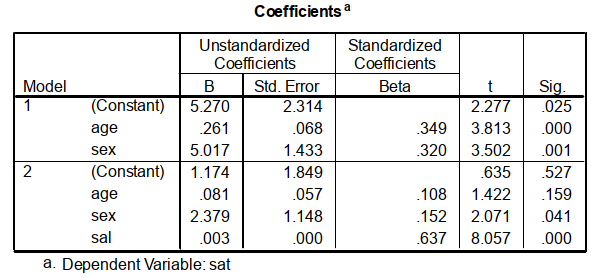 Coefficients a
Unstandardized Coefficients Standardized Coefficients
Model B Std. Error Beta t Sig.
1 (Constant) 5.270 2.314 2.277 .025
age .261 .068 .349 3.813 .000
sex 5.017 1.433 .320 3.502 .001
2 (Constant) 1.174 1.849 .635 .527
age .081 .057 .108 1.422 .159
sex 2.379 1.148 .152 2.071 .041
sal .003 .000 .637 8.057 .000
a. Dependent Variable: sat